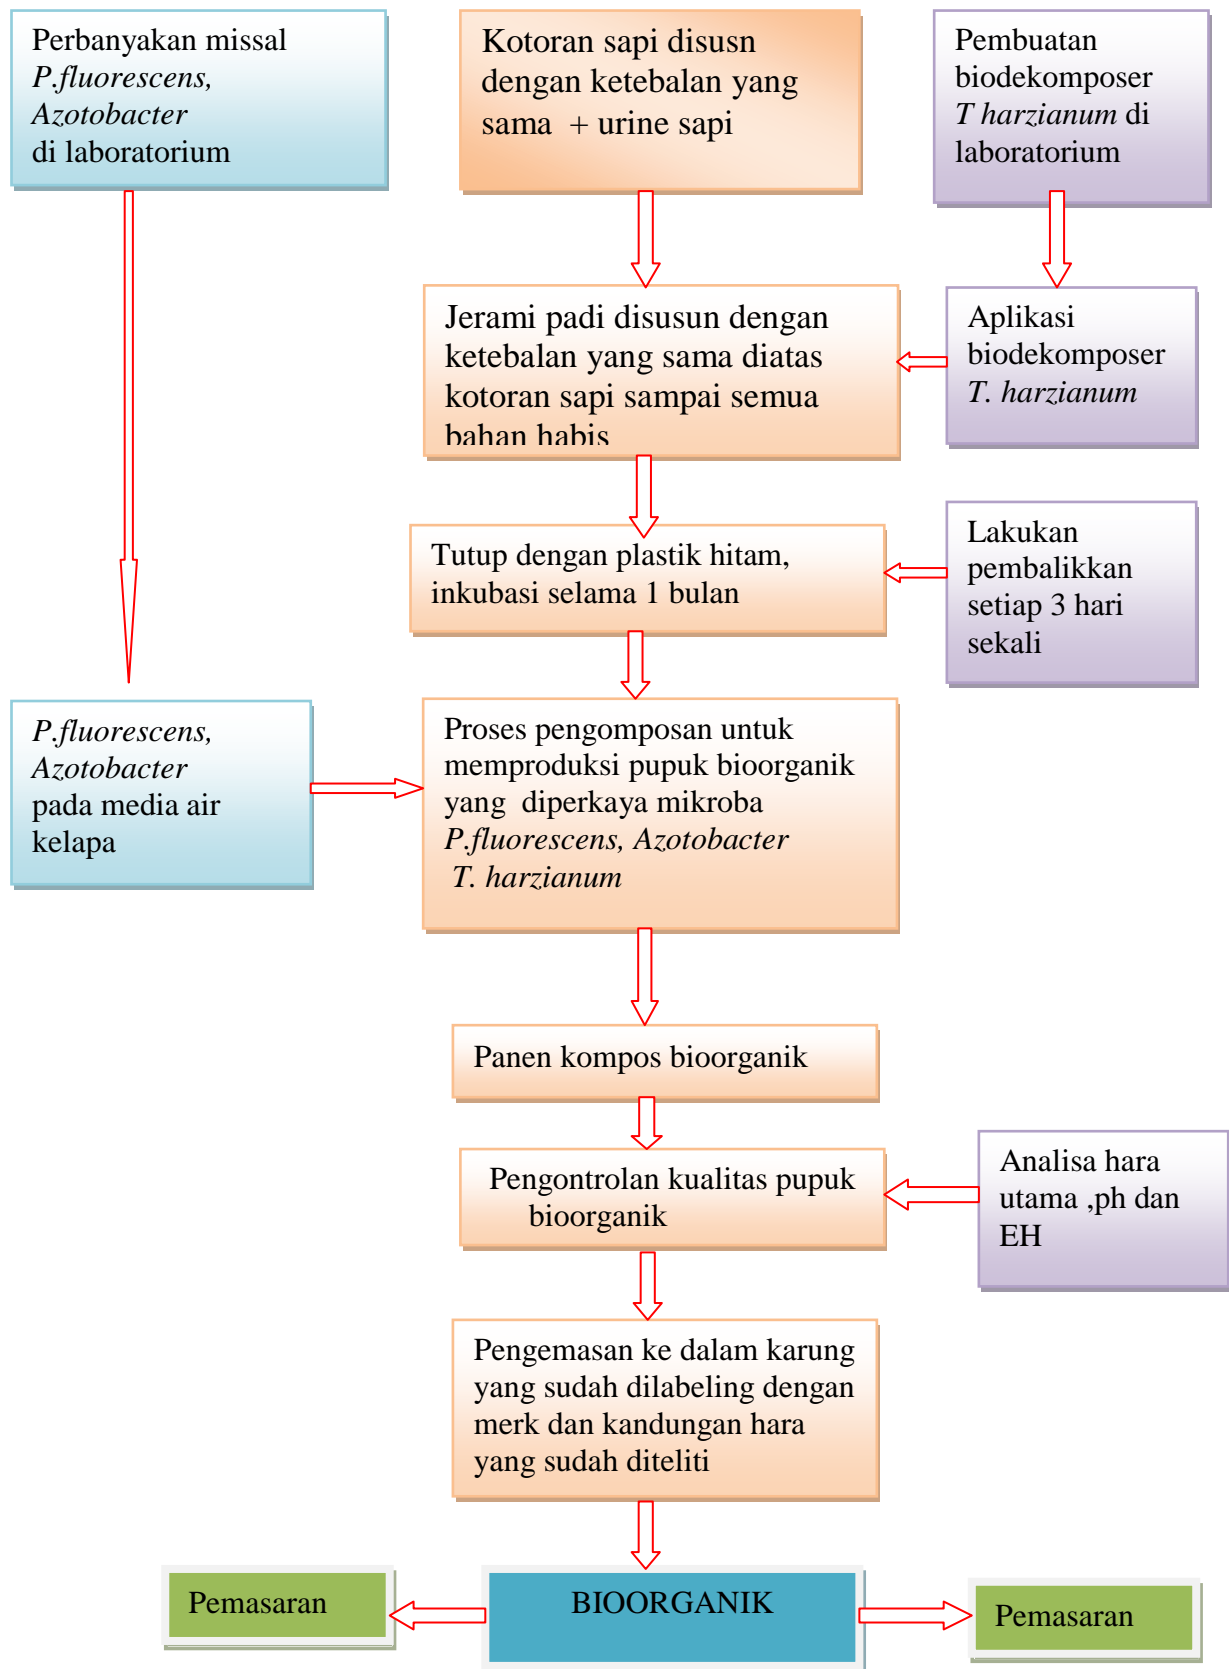 Perbanyakan missal
P.fluorescens,
Azotobacter
di laboratorium
Kotoran sapi disusn
dengan ketebalan yang
sama + urine sapi
Pembuatan
biodekomposer
T harzianum di
laboratorium
Jerami padi disusun dengan
ketebalan yang sama diatas
kotoran sapi sampai semua
bahan habis
Aplikasi
biodekomposer
T. harzianum
Tutup dengan plastik hitam,
inkubasi selama 1 bulan
Lakukan
pembalikkan
setiap 3 hari
sekali
P.fluorescens,
Azotobacter
pada media air
kelapa
Proses pengomposan untuk
memproduksi pupuk bioorganik
yang diperkaya mikroba
P.fluorescens, Azotobacter
T. harzianum
Panen kompos bioorganik
Pengontrolan kualitas pupuk
bioorganik
Analisa hara
utama ,ph dan
EH
Pengemasan ke dalam karung
yang sudah dilabeling dengan
merk dan kandungan hara
yang sudah diteliti
Pemasaran
BIOORGANIK
Pemasaran